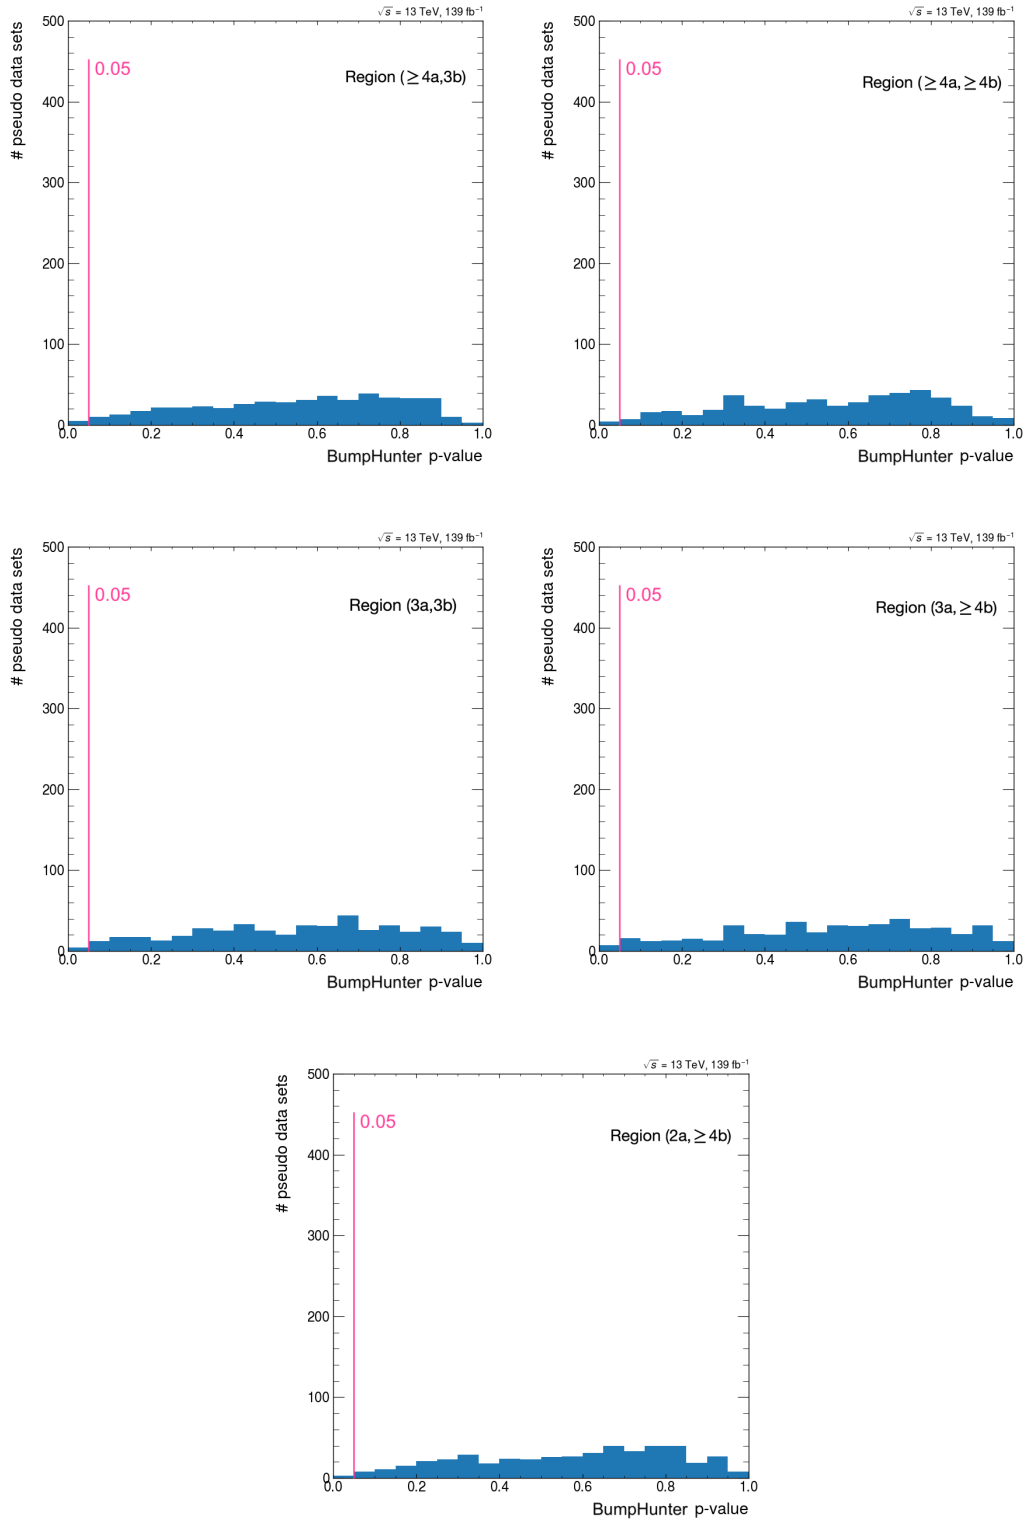 √s = 13 TeV, 139 fb⁻¹
# pseudo data sets
500
400
300
200
100
0
0.05
Region (≥4a,3b)
0.0 0.2 0.4 0.6 0.8 1.0
BumpHunter p-value
√s = 13 TeV, 139 fb⁻¹
# pseudo data sets
500
400
300
200
100
0
0.05
Region (≥4a,≥4b)
0.0 0.2 0.4 0.6 0.8 1.0
BumpHunter p-value
√s = 13 TeV, 139 fb⁻¹
# pseudo data sets
500
400
300
200
100
0
0.05
Region (3a,3b)
0.0 0.2 0.4 0.6 0.8 1.0
BumpHunter p-value
√s = 13 TeV, 139 fb⁻¹
# pseudo data sets
500
400
300
200
100
0
0.05
Region (3a,≥4b)
0.0 0.2 0.4 0.6 0.8 1.0
BumpHunter p-value
√s = 13 TeV, 139 fb⁻¹
# pseudo data sets
500
400
300
200
100
0
0.05
Region (2a,≥4b)
0.0 0.2 0.4 0.6 0.8 1.0
BumpHunter p-value